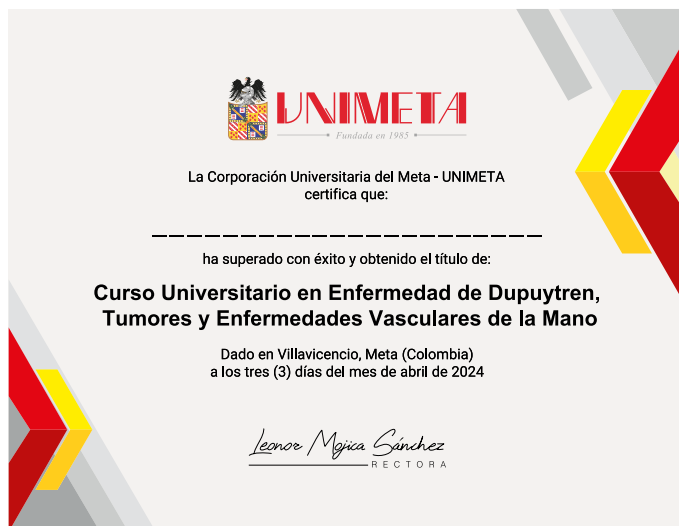 UNIMETA
Fundada en 1985
La Corporación Universitaria del Meta - UNIMETA
certifica que:
ha superado con éxito y obtenido el título de:
Curso Universitario en Enfermedad de Dupuytren,
Tumores y Enfermedades Vasculares de la Mano
Dado en Villavicencio, Meta (Colombia)
a los tres (3) días del mes de abril de 2024
Leonor Mojica Sánchez
RECTORA